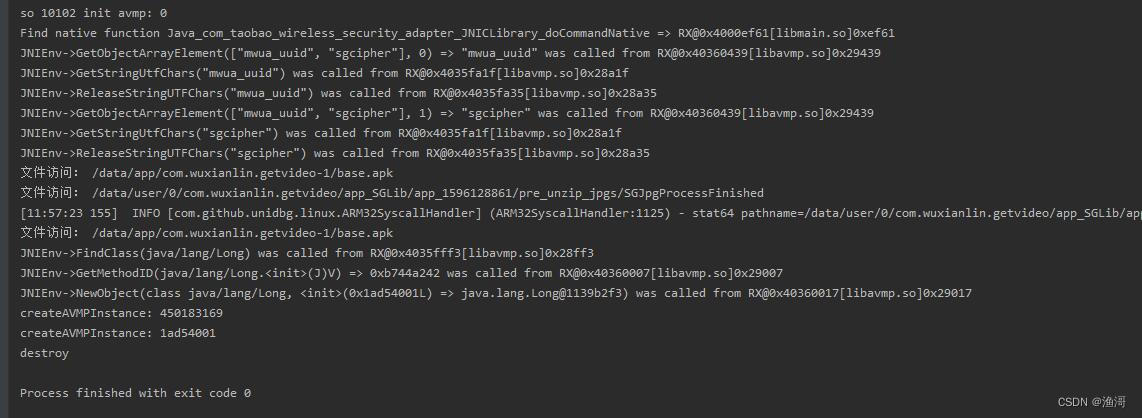 so 10102 init avmp: 0
Find native function Java_com_taobao_wireless_security_adapter_JNICLibrary_doCommandNative => RX@0x4000ef61[libmain.so]0xef61
JNIEnv->GetObjectArrayElement(["mwua_uuid", "sgcipher"], 0) => "mwua_uuid" was called from RX@0x40360439[libavmp.so]0x29439
JNIEnv->GetStringUtfChars("mwua_uuid") was called from RX@0x4035fa1f[libavmp.so]0x28a1f
JNIEnv->ReleaseStringUTFChars("mwua_uuid") was called from RX@0x4035fa35[libavmp.so]0x28a35
JNIEnv->GetObjectArrayElement(["mwua_uuid", "sgcipher"], 1) => "sgcipher" was called from RX@0x40360439[libavmp.so]0x29439
JNIEnv->GetStringUtfChars("sgcipher") was called from RX@0x4035fa1f[libavmp.so]0x28a1f
JNIEnv->ReleaseStringUTFChars("sgcipher") was called from RX@0x4035fa35[libavmp.so]0x28a35
文件访问: /data/app/com.wuxianlin.getvideo-1/base.apk
文件访问: /data/user/0/com.wuxianlin.getvideo/app_SGLib/app_1596128861/pre_unzip_jpgs/SGJpgProcessFinished
[11:57:23 155]  INFO [com.github.unidbg.linux.ARM32SyscallHandler] (ARM32SyscallHandler:1125) - stat64 pathname=/data/user/0/com.wuxianlin.getvideo/app_SGLib/ap
文件访问: /data/app/com.wuxianlin.getvideo-1/base.apk
JNIEnv->FindClass(java/lang/Long) was called from RX@0x4035fff3[libavmp.so]0x28ff3
JNIEnv->GetMethodID(java/lang/Long.<init>(J)V) => 0xb744a242 was called from RX@0x40360007[libavmp.so]0x29007
JNIEnv->NewObject(class java/lang/Long, <init>(0x1ad54001L) => java.lang.Long@1139b2f3) was called from RX@0x40360017[libavmp.so]0x29017
createAVMPInstance: 450183169
createAVMPInstance: 1ad54001
destroy
Process finished with exit code 0
CSDN @渔滒